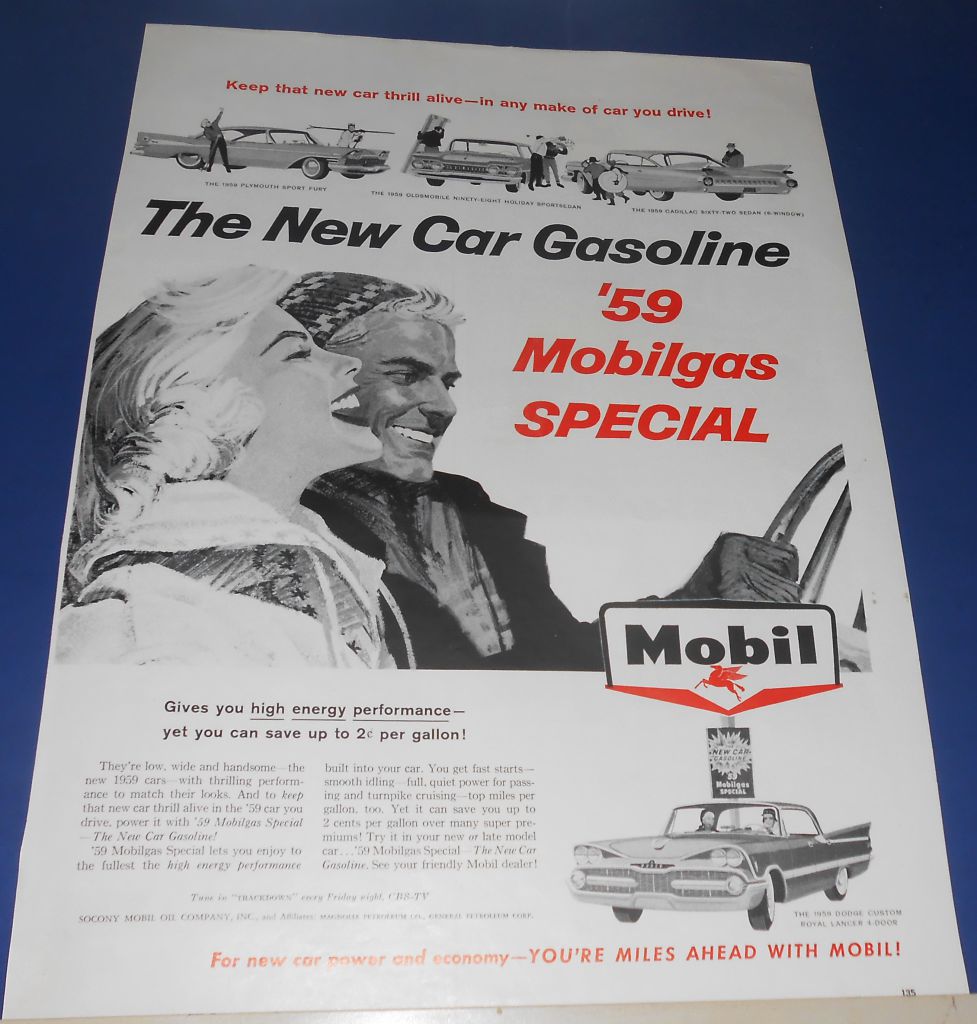 Keep that new car thrill alive—in any make of car you drive!
THE 1959 PLYMOUTH SPORT FURY
THE 1959 OLDSMOBILE NINETY-EIGHT HOLIDAY SPORTSEDAN
THE 1959 CADILLAC SIXTY-TWO SEDAN (6-WINDOW)
The New Car Gasoline
'59
Mobilgas
SPECIAL
Mobil
NEW CAR
GASOLINE
Mobilgas
SPECIAL
Gives you high energy performance—
yet you can save up to 2¢ per gallon!
They're low, wide and handsome—the
new 1959 cars—with thrilling perform-
ance to match their looks. And to keep
that new car thrill alive in the '59 car you
drive, power it with '59 Mobilgas Special
—The New Car Gasoline!
'59 Mobilgas Special lets you enjoy to
the fullest the high energy performance
built into your car. You get fast starts—
smooth idling—full, quiet power for pass-
ing and turnpike cruising—top miles per
gallon, too. Yet it can save you up to
2 cents per gallon over many super pre-
miums! Try it in your new or late model
car...'59 Mobilgas Special—The New Car
Gasoline. See your friendly Mobil dealer!
Tune in "TRACKDOWN" every Friday night, CBS-TV
SOCONY MOBIL OIL COMPANY, INC., and Affiliates: MAGNOLIA PETROLEUM CO., GENERAL PETROLEUM CORP.
THE 1959 DODGE CUSTOM
ROYAL LANCER 4-DOOR
For new car power and economy—YOU'RE MILES AHEAD WITH MOBIL!
135